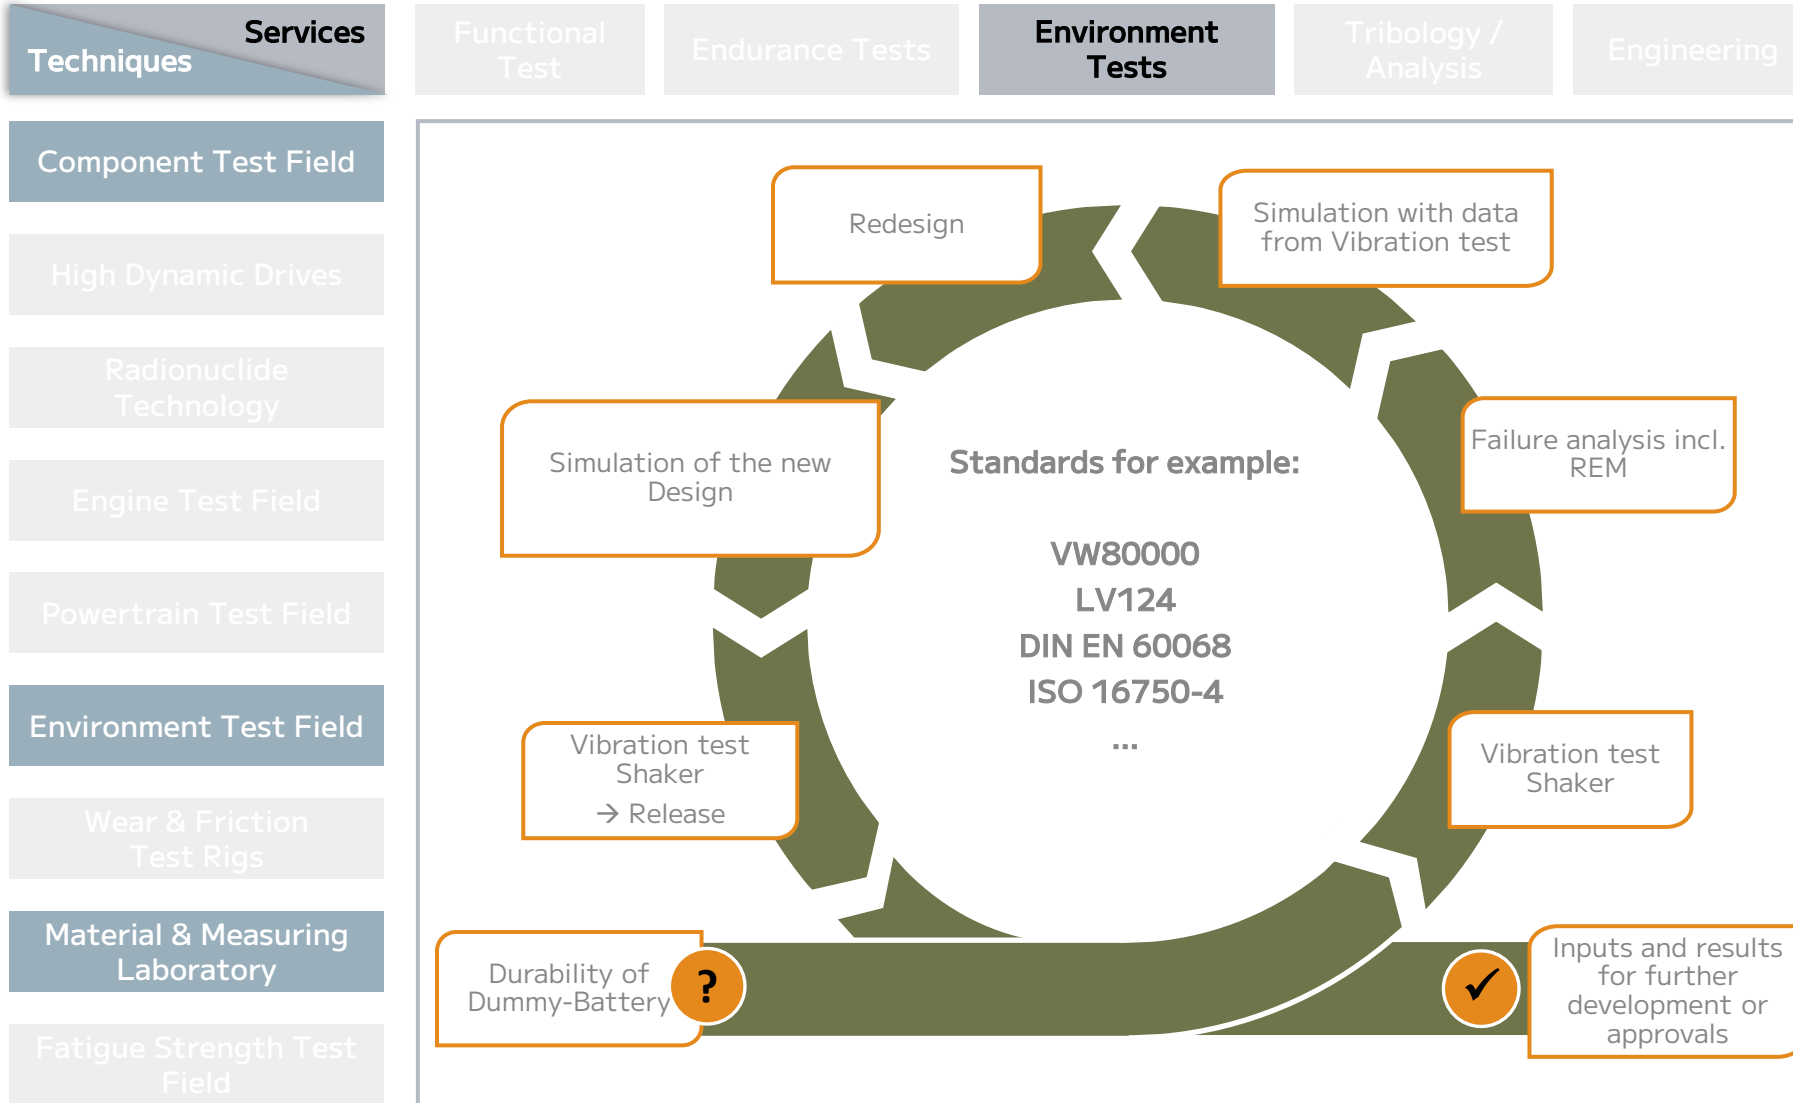 Services
Techniques
Functional
Test
Endurance Tests
Environment
Tests
Tribology /
Analysis
Engineering
Component Test Field
High Dynamic Drives
Radionuclide
Technology
Engine Test Field
Powertrain Test Field
Environment Test Field
Wear & Friction
Test Rigs
Material & Measuring
Laboratory
Fatigue Strength Test
Field
Redesign
Simulation with data
from Vibration test
Simulation of the new
Design
Failure analysis incl.
REM
Standards for example:
VW80000
LV124
DIN EN 60068
ISO 16750-4
...
Vibration test
Shaker
→ Release
Vibration test
Shaker
Durability of
Dummy-Battery
?
✓
Inputs and results
for further
development or
approvals